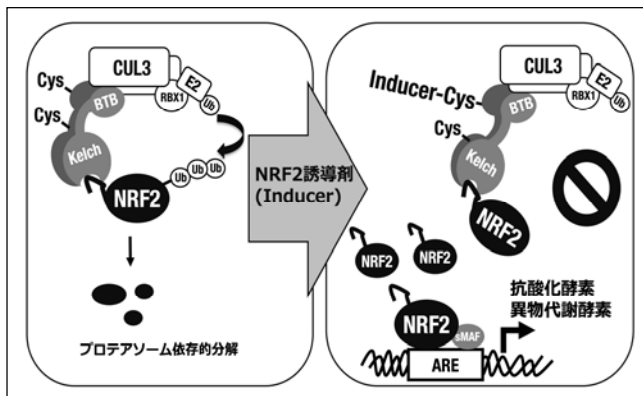 CUL3
E2
Ub
RBX1
Cys
BTB
Cys
Kelch
Ub
Ub
Ub
NRF2
プロテアソーム依存的分解
NRF2誘導剤
(Inducer)
CUL3
E2
Ub
RBX1
Inducer-Cys
BTB
Cys
Kelch
NRF2
NRF2
NRF2
NRF2
sMAF
ARE
抗酸化酵素
異物代謝酵素